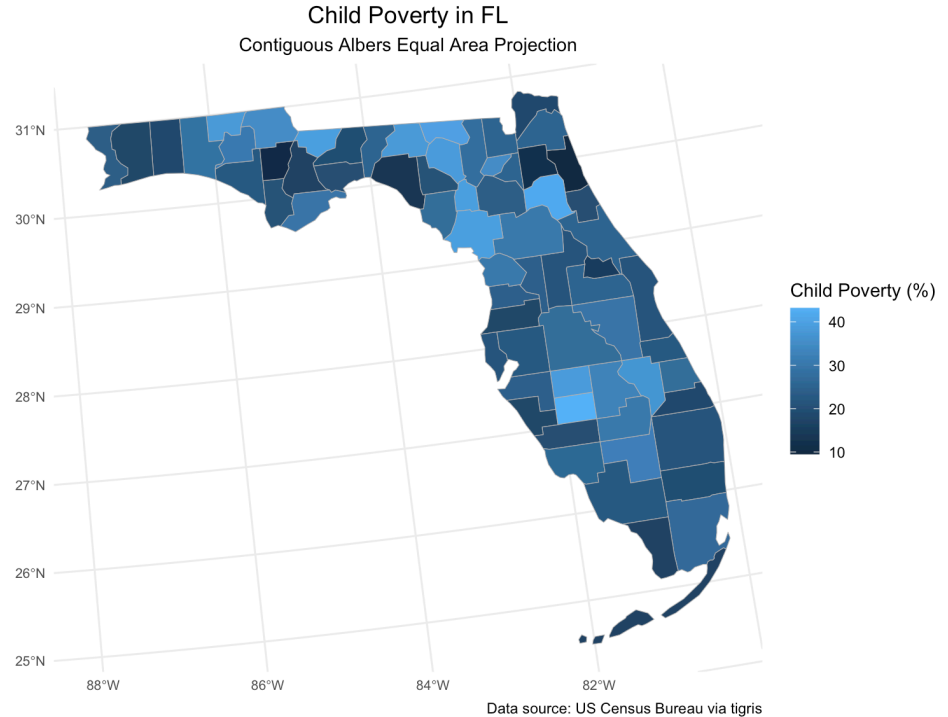 Child Poverty in FL
Contiguous Albers Equal Area Projection
31°N
30°N
29°N
28°N
27°N
26°N
25°N
88°W
86°W
84°W
82°W
Child Poverty (%)
40
30
20
10
Data source: US Census Bureau via tigris